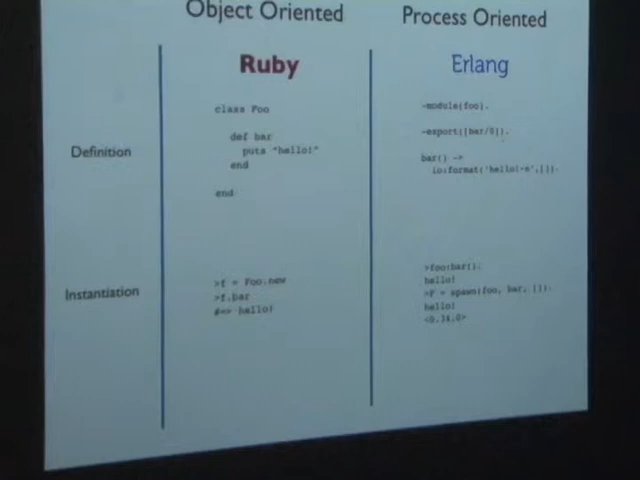 Object Oriented
Process Oriented
Ruby
Erlang
Definition
class Foo
def bar
puts "hello!"
end
end
-module(foo).
-export([bar/0]).
bar() ->
io:format('hello!~n',[]).
Instantiation
>f = Foo.new
>f.bar
#=> hello!
>foo:bar().
hello!
>F = spawn(foo, bar, []).
hello!
<0.34.0>